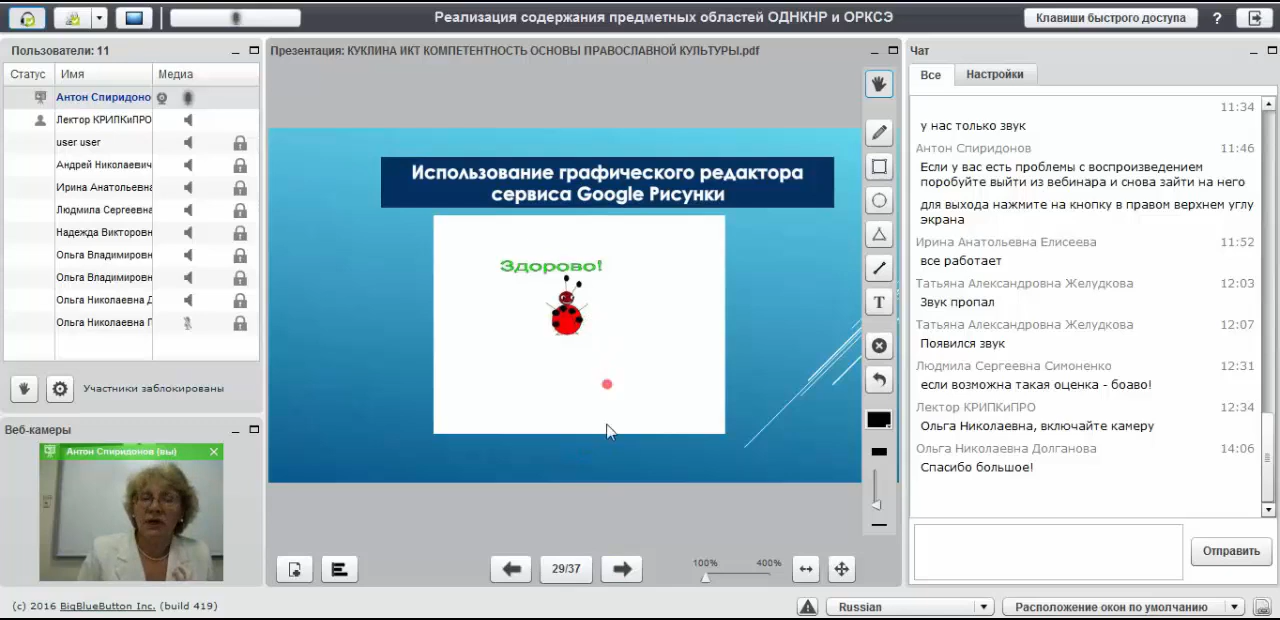 Реализация содержания предметных областей ОДНКНР и ОРКСЭ
Клавиши быстрого доступа
?
Пользователи: 11
Статус Имя Медиа
Антон Спиридоно
Лектор КРИПКиПРО
user user
Андрей Николаевич
Ирина Анатольевна
Людмила Сергеевна
Надежда Викторовн
Ольга Владимировн
Ольга Владимировн
Ольга Николаевна Д
Ольга Николаевна П
Участники заблокированы
Веб-камеры
Антон Спиридонов (вы)
Презентация: КУКЛИНА ИКТ КОМПЕТЕНТНОСТЬ ОСНОВЫ ПРАВОСЛАВНОЙ КУЛЬТУРЫ.pdf
Использование графического редактора
сервиса Google Рисунки
Здорово!
T
29/37
100% 400%
Чат
Все Настройки
11:34
у нас только звук
Антон Спиридонов 11:46
Если у вас есть проблемы с воспроизведением
поробуйте выйти из вебинара и снова зайти на него
для выхода нажмите на кнопку в правом верхнем углу
экрана
Ирина Анатольевна Елисеева 11:52
все работает
Татьяна Александровна Желудкова 12:03
Звук пропал
Татьяна Александровна Желудкова 12:07
Появился звук
Людмила Сергеевна Симоненко 12:31
если возможна такая оценка - боаво!
Лектор КРИПКиПРО 12:34
Ольга Николаевна, включайте камеру
Ольга Николаевна Долганова 14:06
Спасибо большое!
Отправить
(c) 2016 BigBlueButton Inc. (build 419)
Russian
Расположение окон по умолчанию